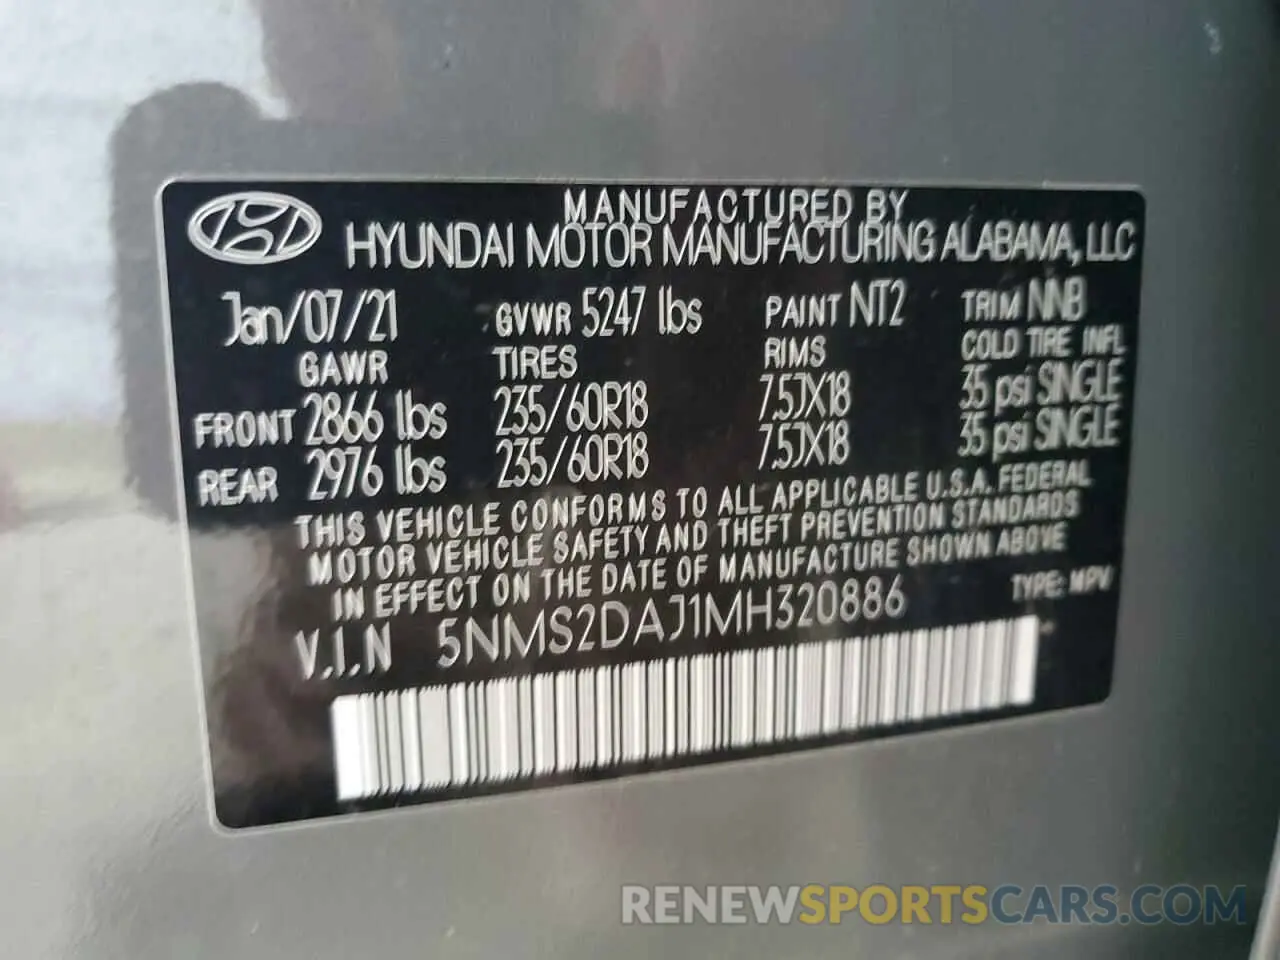 MANUFACTURED BY
HYUNDAI MOTOR MANUFACTURING ALABAMA, LLC
Jan/07/21 GVWR 5247 lbs PAINT NT2 TRIM NNB
GAWR TIRES RIMS COLD TIRE INFL
FRONT 2866 lbs 235/60R18 7.5JX18 35 psi SINGLE
REAR 2976 lbs 235/60R18 7.5JX18 35 psi SINGLE
THIS VEHICLE CONFORMS TO ALL APPLICABLE U.S.A. FEDERAL
MOTOR VEHICLE SAFETY AND THEFT PREVENTION STANDARDS
IN EFFECT ON THE DATE OF MANUFACTURE SHOWN ABOVE
V.I.N 5NMS2DAJ1MH320886 TYPE: MPV
RENEWSPORTSCARS.COM